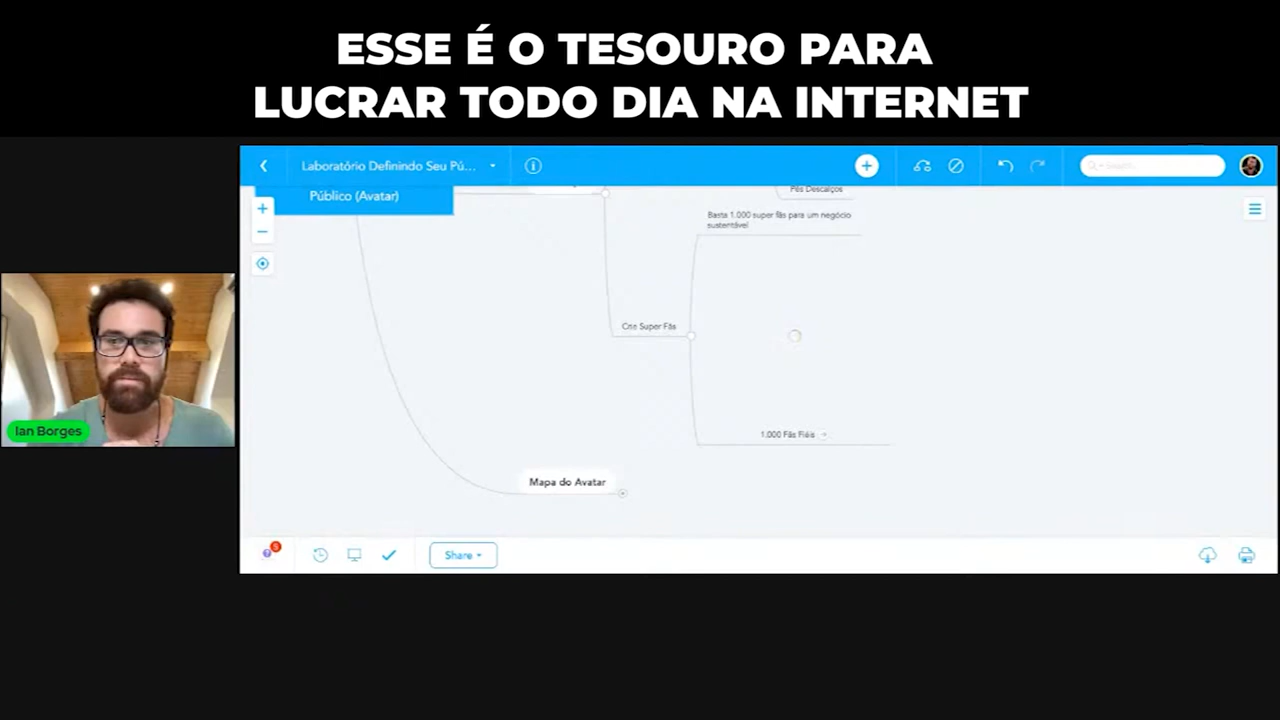 ESSE É O TESOURO PARA
LUCRAR TODO DIA NA INTERNET
Laboratório Definindo Seu Pú...
Público (Avatar)
Pés Descalços
Basta 1.000 super fãs para um negócio
sustentável
Crie Super Fãs
1.000 Fãs Fiéis
Mapa do Avatar
Ian Borges
Share